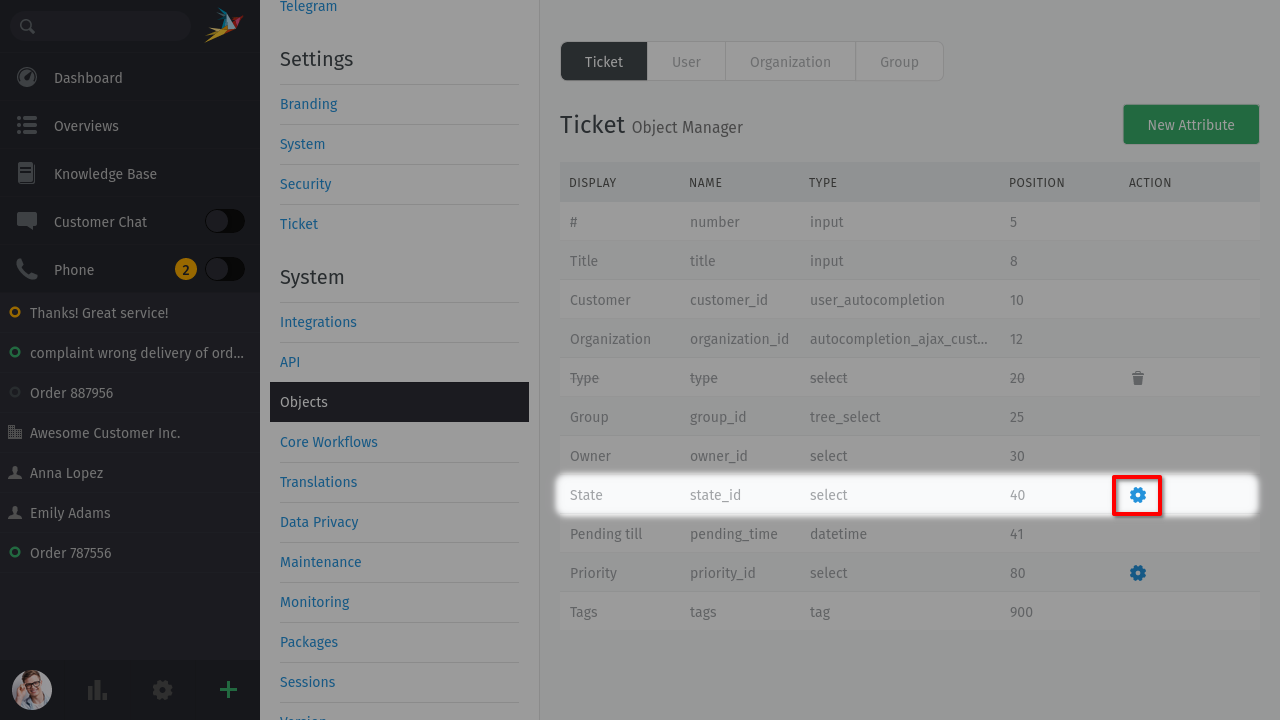 Dashboard
Overviews
Knowledge Base
Customer Chat
Phone 2
Thanks! Great service!
complaint wrong delivery of ord...
Order 887956
Awesome Customer Inc.
Anna Lopez
Emily Adams
Order 787556
Telegram
Settings
Branding
System
Security
Ticket
System
Integrations
API
Objects
Core Workflows
Translations
Data Privacy
Maintenance
Monitoring
Packages
Sessions
Version
Ticket User Organization Group
Ticket Object Manager New Attribute
DISPLAY NAME TYPE POSITION ACTION
# number input 5
Title title input 8
Customer customer_id user_autocompletion 10
Organization organization_id autocompletion_ajax_cust... 12
Type type select 20
Group group_id tree_select 25
Owner owner_id select 30
State state_id select 40
Pending till pending_time datetime 41
Priority priority_id select 80
Tags tags tag 900